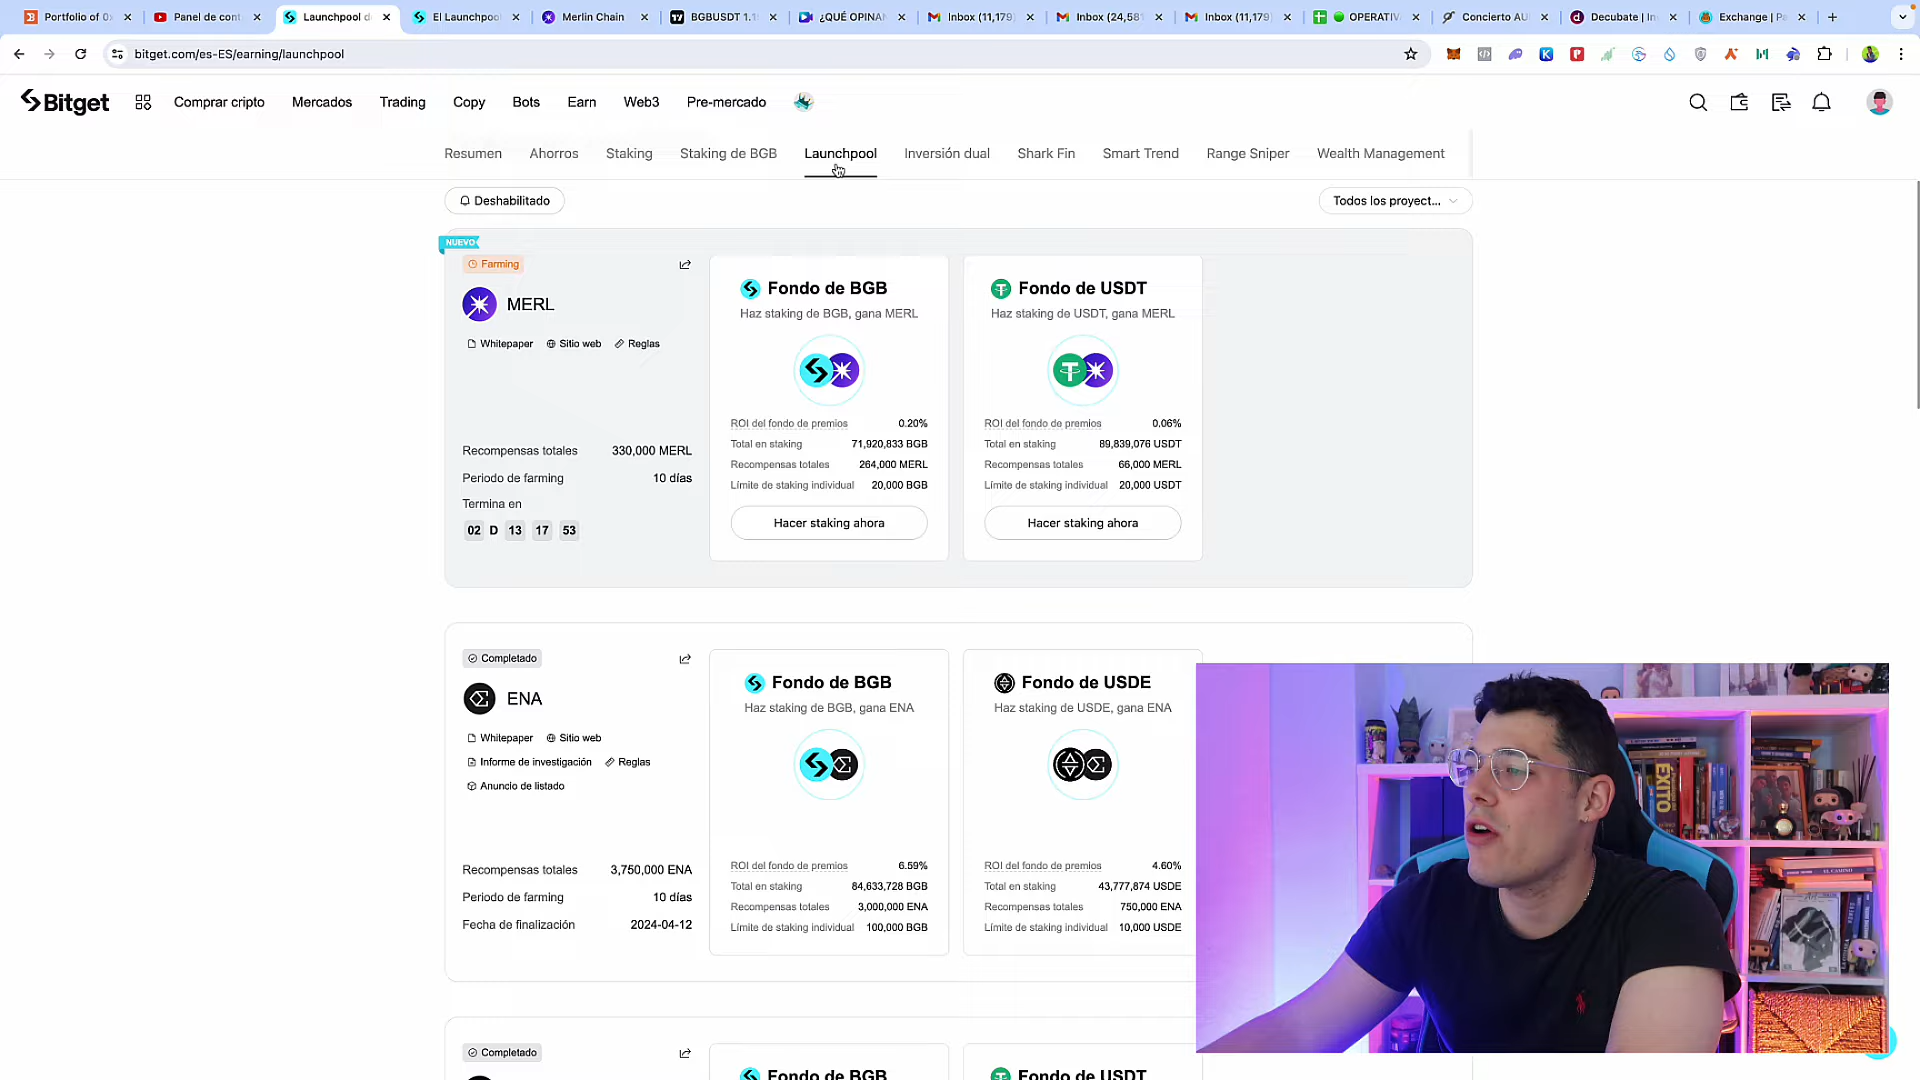 Portfolio of 0x
Panel de cont
Launchpool d
El Launchpool
Merlin Chain
BGBUSDT 1.1
¿QUÉ OPINA
Inbox (11,179)
Inbox (24,581
Inbox (11,179)
OPERATIV
Concierto AU
Decubate | In
Exchange | Pa
bitget.com/es-ES/earning/launchpool
Bitget
Comprar cripto
Mercados
Trading
Copy
Bots
Earn
Web3
Pre-mercado
Resumen
Ahorros
Staking
Staking de BGB
Launchpool
Inversión dual
Shark Fin
Smart Trend
Range Sniper
Wealth Management
Deshabilitado
Todos los proyect...
NUEVO
Farming
MERL
Whitepaper
Sitio web
Reglas
Recompensas totales 330,000 MERL
Periodo de farming 10 días
Termina en
02 D 13 17 53
Fondo de BGB
Haz staking de BGB, gana MERL
ROI del fondo de premios 0.20%
Total en staking 71,920,833 BGB
Recompensas totales 264,000 MERL
Límite de staking individual 20,000 BGB
Hacer staking ahora
Fondo de USDT
Haz staking de USDT, gana MERL
ROI del fondo de premios 0.06%
Total en staking 89,839,076 USDT
Recompensas totales 66,000 MERL
Límite de staking individual 20,000 USDT
Hacer staking ahora
Completado
ENA
Whitepaper
Sitio web
Informe de investigación
Reglas
Anuncio de listado
Recompensas totales 3,750,000 ENA
Periodo de farming 10 días
Fecha de finalización 2024-04-12
Fondo de BGB
Haz staking de BGB, gana ENA
ROI del fondo de premios 6.59%
Total en staking 84,633,728 BGB
Recompensas totales 3,000,000 ENA
Límite de staking individual 100,000 BGB
Fondo de USDE
Haz staking de USDE, gana ENA
ROI del fondo de premios 4.60%
Total en staking 43,777,874 USDE
Recompensas totales 750,000 ENA
Límite de staking individual 10,000 USDE
Completado
Fondo de BGB
Fondo de USDT
ÉXITO
EL CAMINO